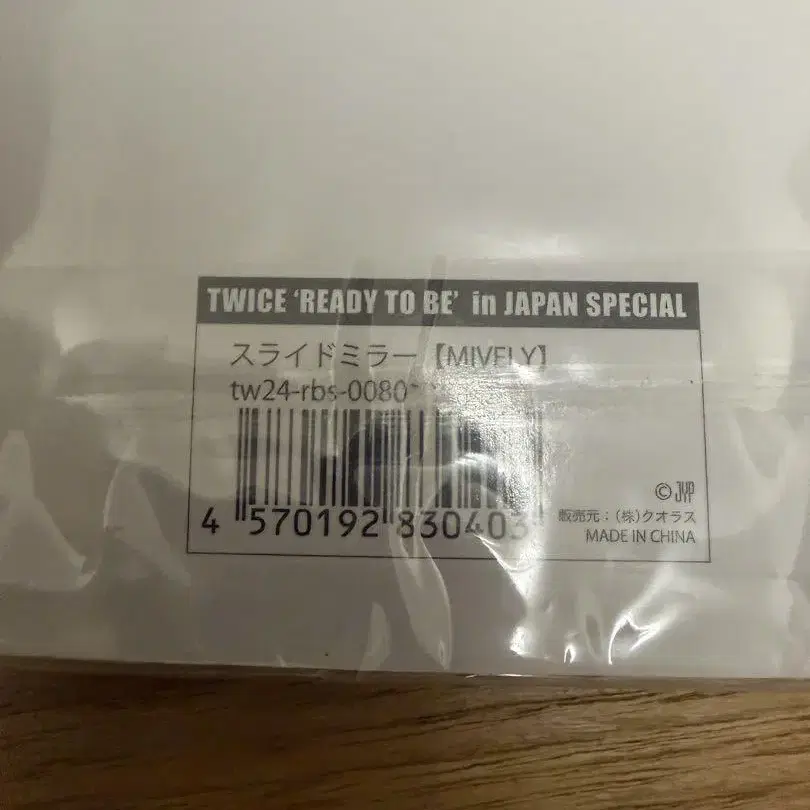 TWICE 'READY TO BE' in JAPAN SPECIAL
スライドミラー【MIVELY】
tw24-rbs-0080
4 570192 830403
© JYP
販売元：(株)クオラス
MADE IN CHINA